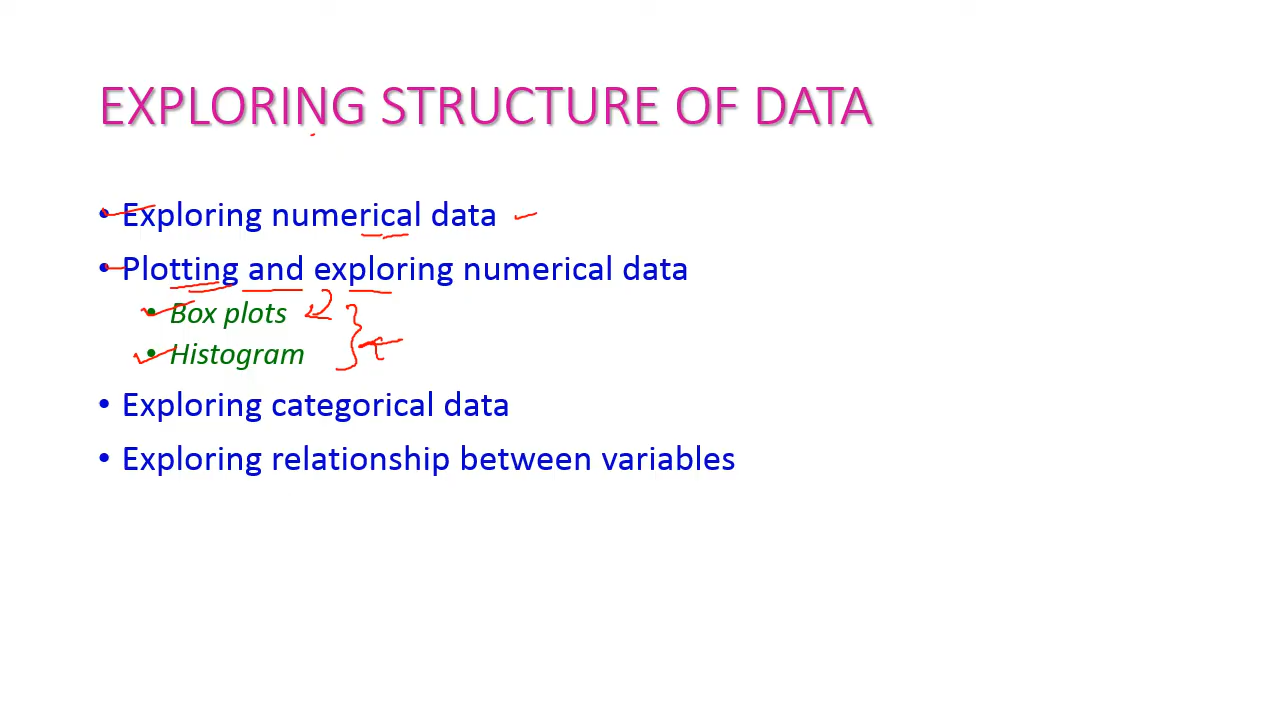 EXPLORING STRUCTURE OF DATA
• Exploring numerical data
• Plotting and exploring numerical data
• Box plots
• Histogram
• Exploring categorical data
• Exploring relationship between variables